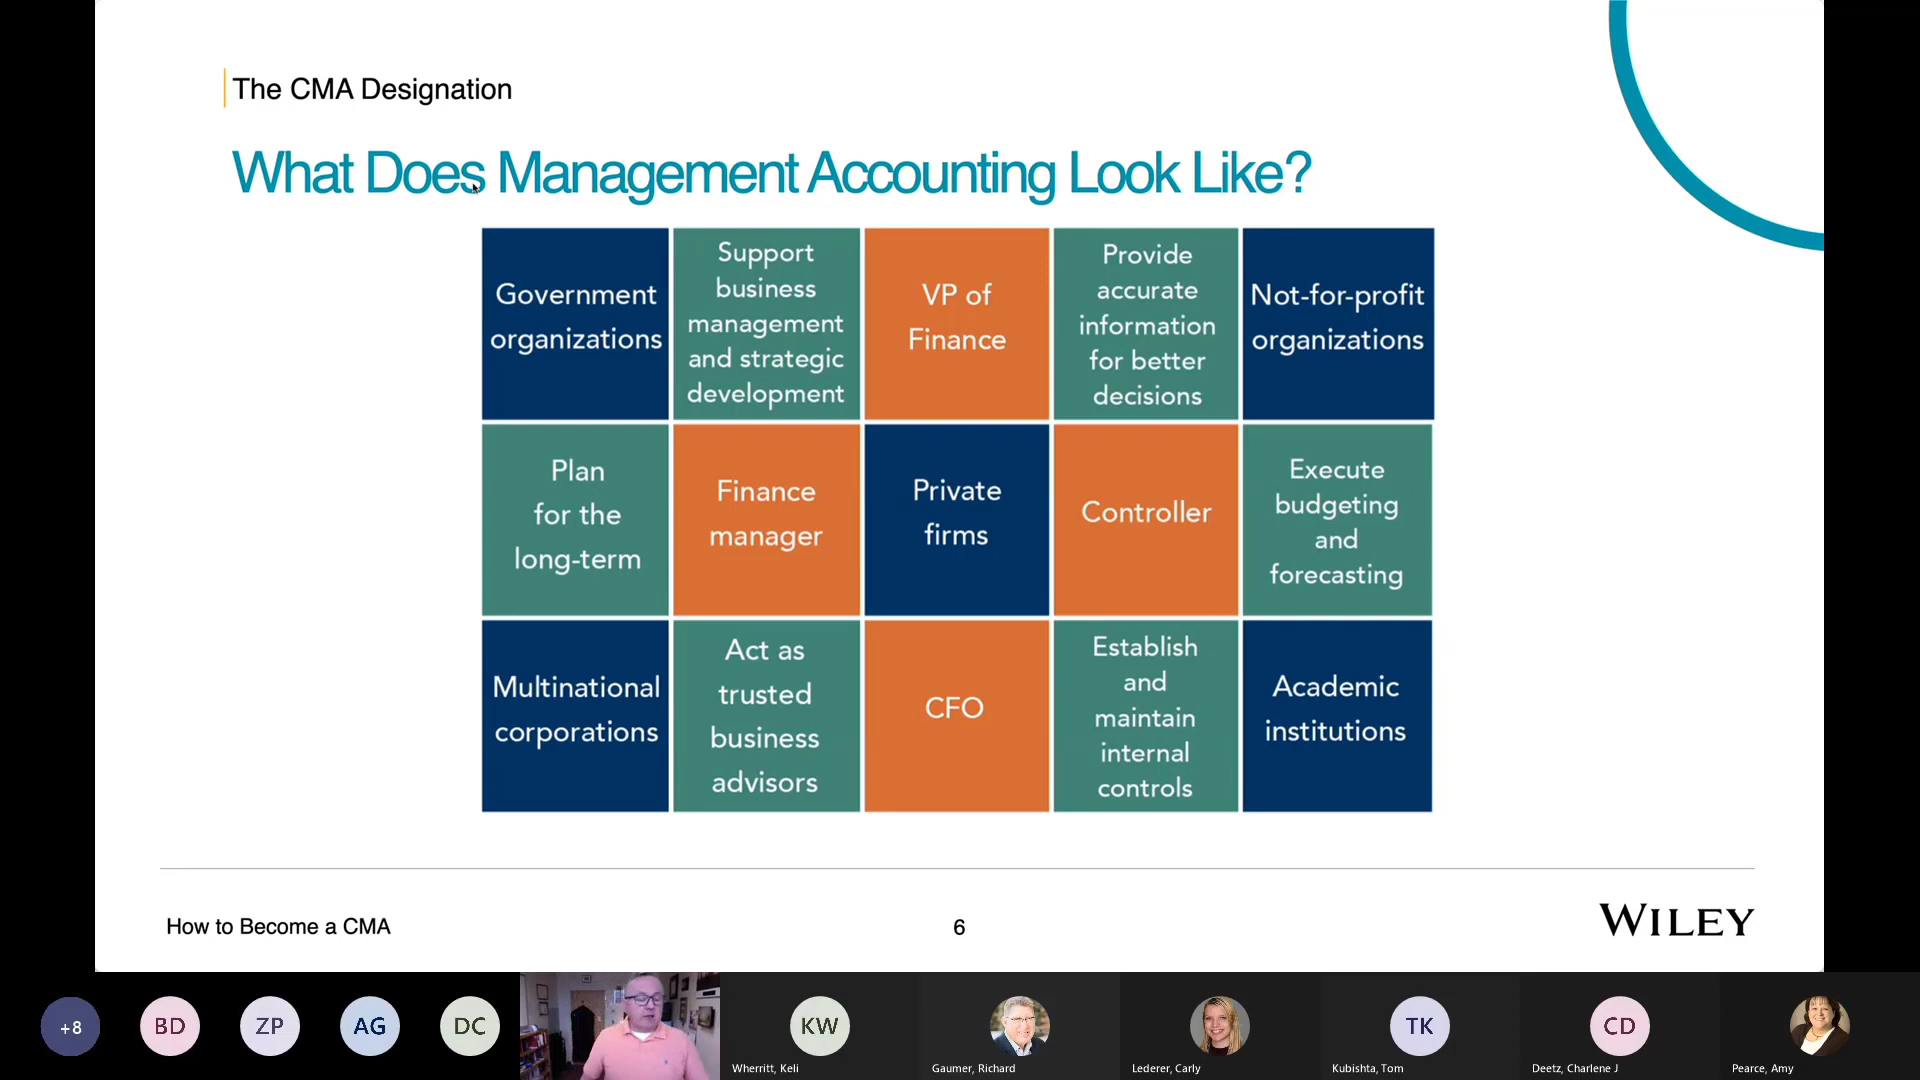 The CMA Designation
What Does Management Accounting Look Like?
Government
organizations
Support
business
management
and strategic
development
VP of
Finance
Provide
accurate
information
for better
decisions
Not-for-profit
organizations
Plan
for the
long-term
Finance
manager
Private
firms
Controller
Execute
budgeting
and
forecasting
Multinational
corporations
Act as
trusted
business
advisors
CFO
Establish
and
maintain
internal
controls
Academic
institutions
How to Become a CMA
6
WILEY
+8
BD
ZP
AG
DC
KW
TK
CD
Wherritt, Keli
Gaumer, Richard
Lederer, Carly
Kubishta, Tom
Deetz, Charlene J
Pearce, Amy